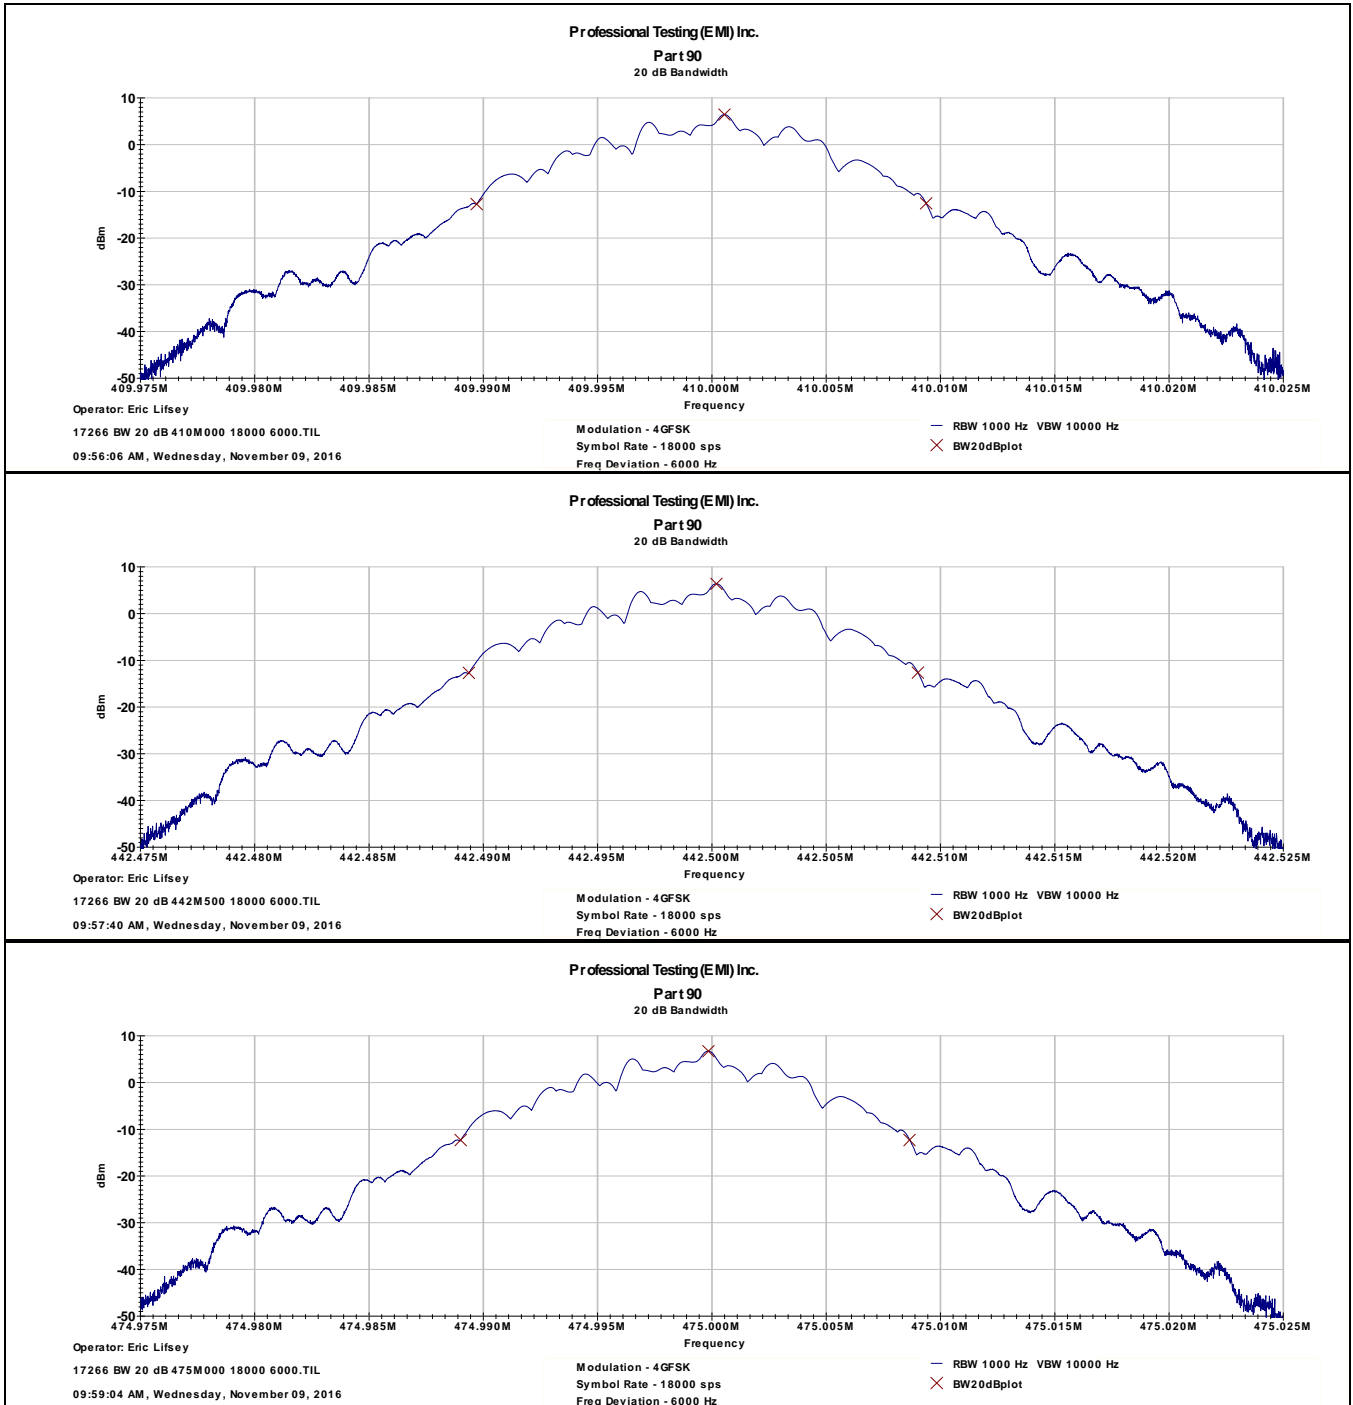 Professional Testing (EMI) Inc.
Part 90
20 dB Bandwidth
10
0
-10
-20
-30
-40
-50
dBm
409.975M 409.980M 409.985M 409.990M 409.995M 410.000M 410.005M 410.010M 410.015M 410.020M 410.025M
Frequency
Operator: Eric Lifsey
17266 BW 20 dB 410M000 18000 6000.TIL
09:56:06 AM, Wednesday, November 09, 2016
Modulation - 4GFSK
Symbol Rate - 18000 sps
Freq Deviation - 6000 Hz
RBW 1000 Hz VBW 10000 Hz
BW20dBplot
Professional Testing (EMI) Inc.
Part 90
20 dB Bandwidth
10
0
-10
-20
-30
-40
-50
dBm
442.475M 442.480M 442.485M 442.490M 442.495M 442.500M 442.505M 442.510M 442.515M 442.520M 442.525M
Frequency
Operator: Eric Lifsey
17266 BW 20 dB 442M500 18000 6000.TIL
09:57:40 AM, Wednesday, November 09, 2016
Modulation - 4GFSK
Symbol Rate - 18000 sps
Freq Deviation - 6000 Hz
RBW 1000 Hz VBW 10000 Hz
BW20dBplot
Professional Testing (EMI) Inc.
Part 90
20 dB Bandwidth
10
0
-10
-20
-30
-40
-50
dBm
474.975M 474.980M 474.985M 474.990M 474.995M 475.000M 475.005M 475.010M 475.015M 475.020M 475.025M
Frequency
Operator: Eric Lifsey
17266 BW 20 dB 475M000 18000 6000.TIL
09:59:04 AM, Wednesday, November 09, 2016
Modulation - 4GFSK
Symbol Rate - 18000 sps
Freq Deviation - 6000 Hz
RBW 1000 Hz VBW 10000 Hz
BW20dBplot